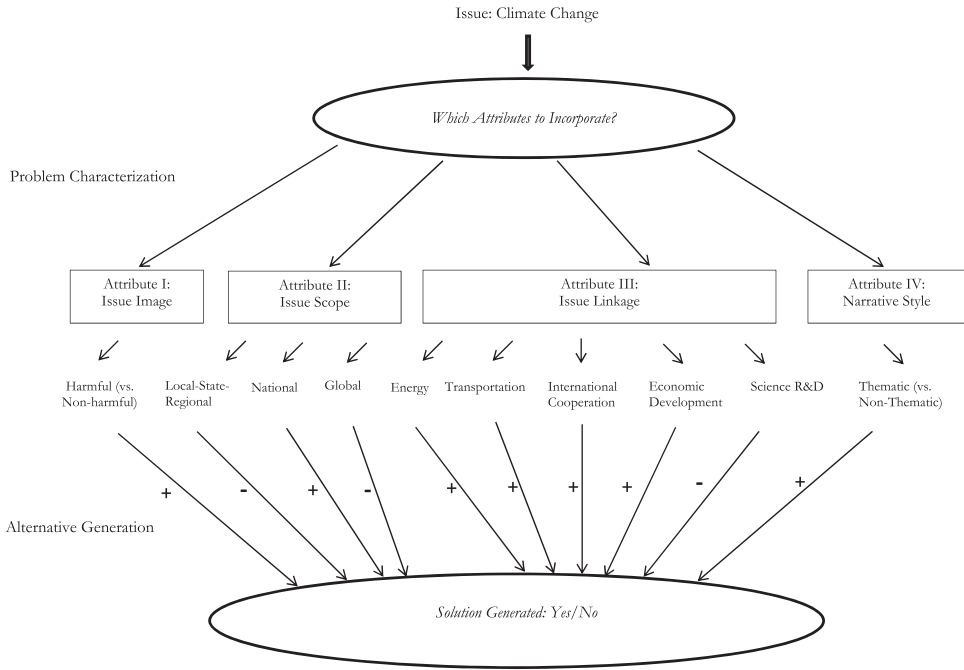 Issue: Climate Change
Which Attributes to Incorporate?
Problem Characterization
Attribute I:
Issue Image
Attribute II:
Issue Scope
Attribute III:
Issue Linkage
Attribute IV:
Narrative Style
Harmful (vs.
Non-harmful)
Local-State-
Regional
National
Global
Energy
Transportation
International
Cooperation
Economic
Development
Science R&D
Thematic (vs.
Non-Thematic)
+ - + - + + + + - +
Alternative Generation
Solution Generated: Yes/No